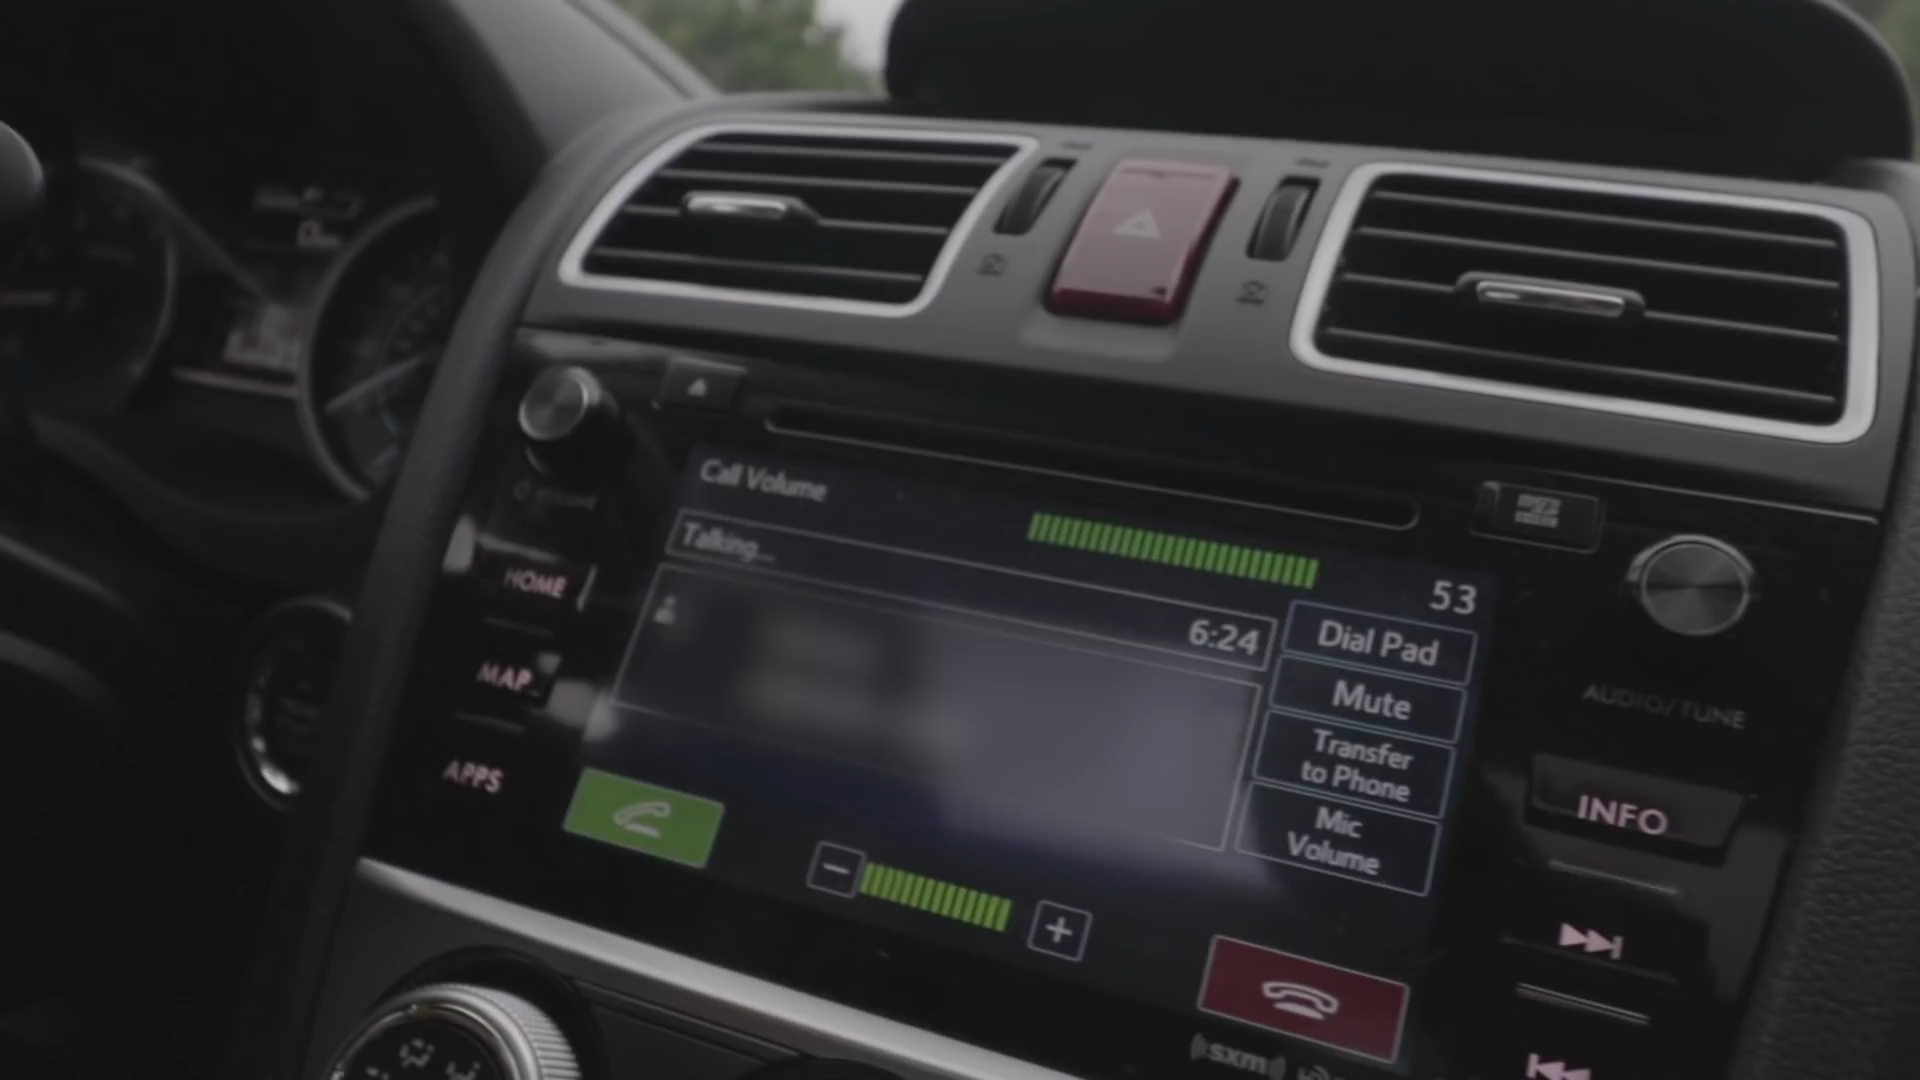 Call Volume
53
Talking...
6:24
Dial Pad
Mute
Transfer
to Phone
Mic
Volume
HOME
MAP
APPS
AUDIO/TUNE
INFO
sxm